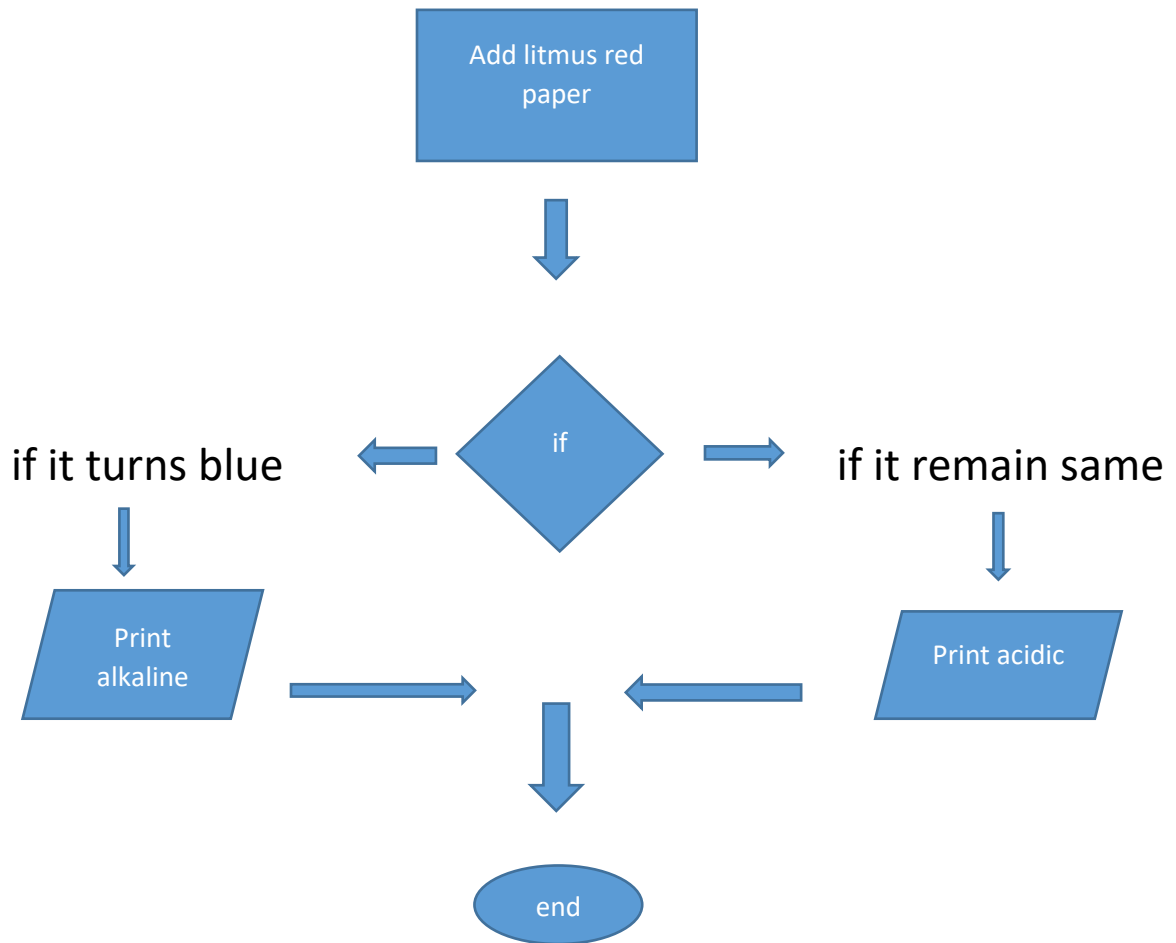 Add litmus red
paper
if
if it turns blue
if it remain same
Print
alkaline
Print acidic
end